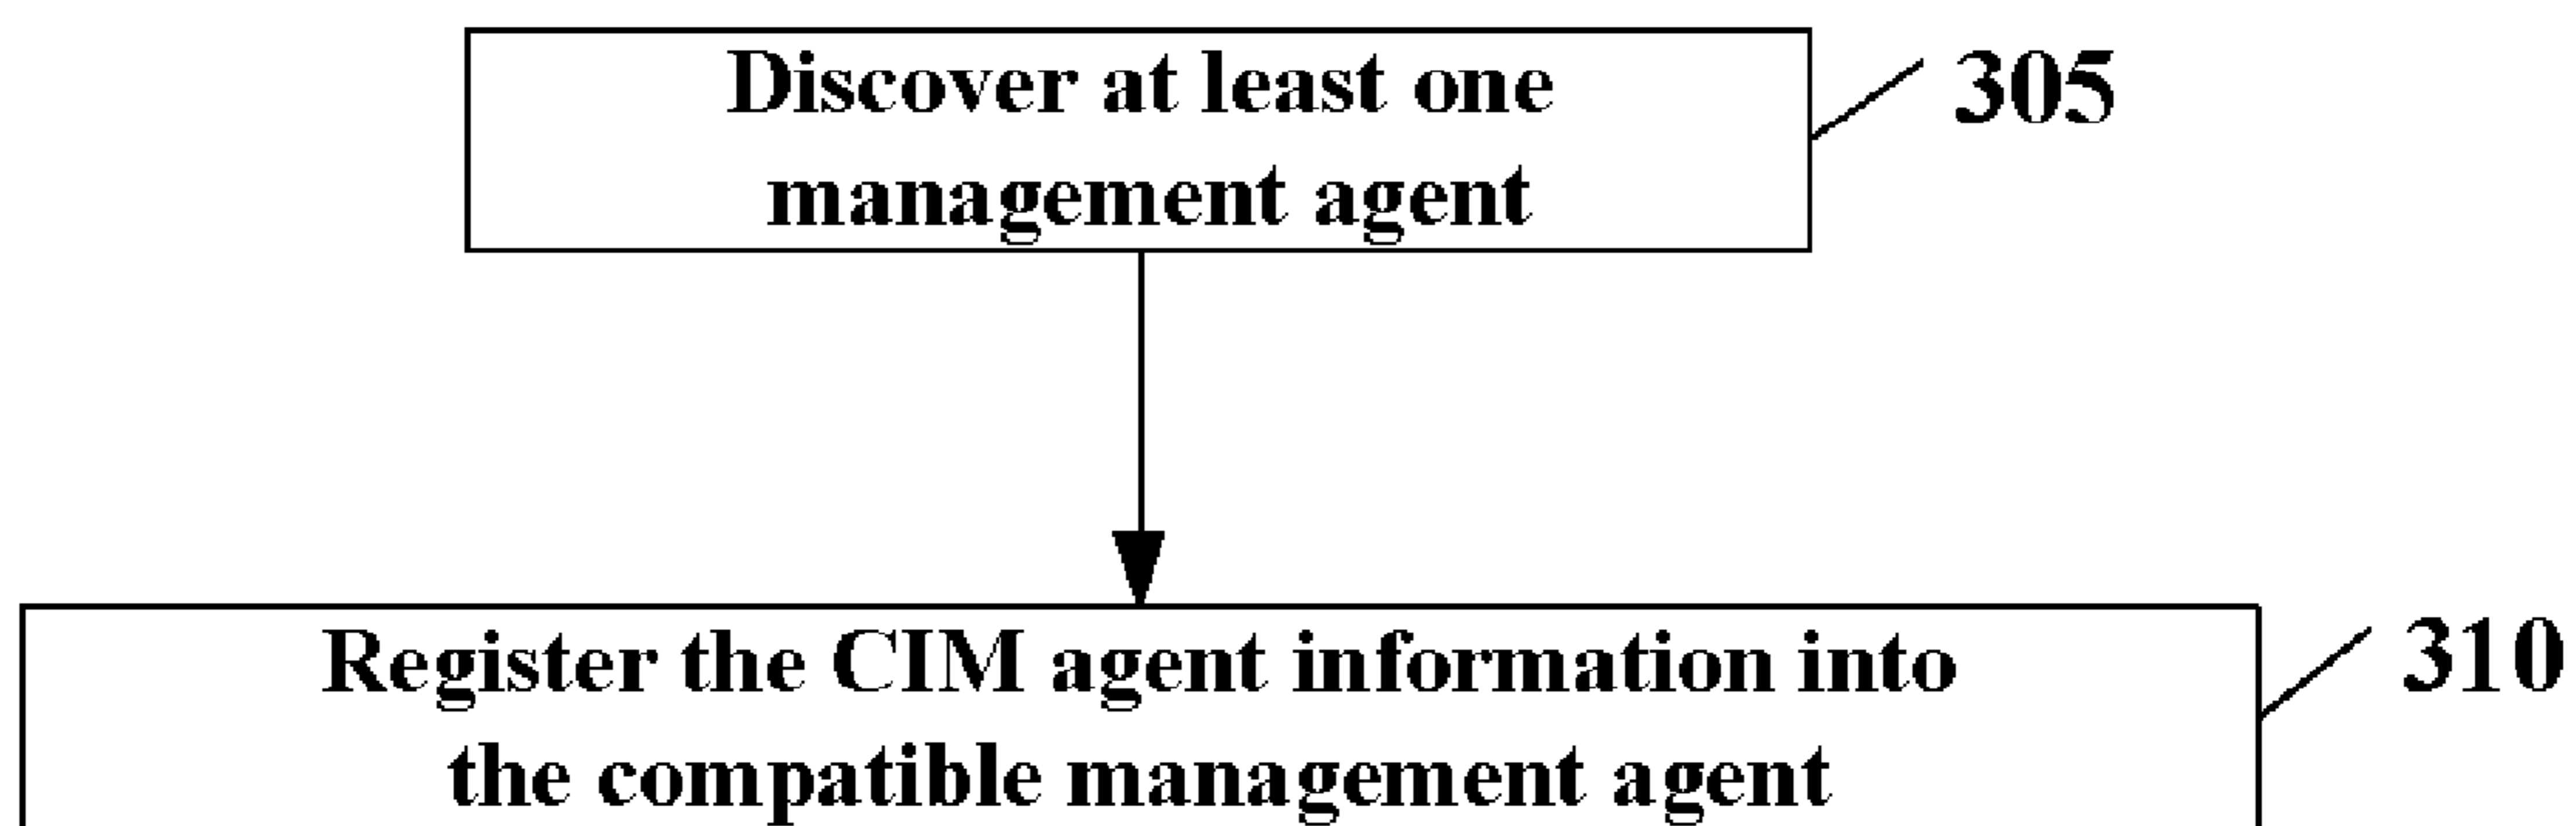 Discover at least one
management agent
305
Register the CIM agent information into
the compatible management agent
310